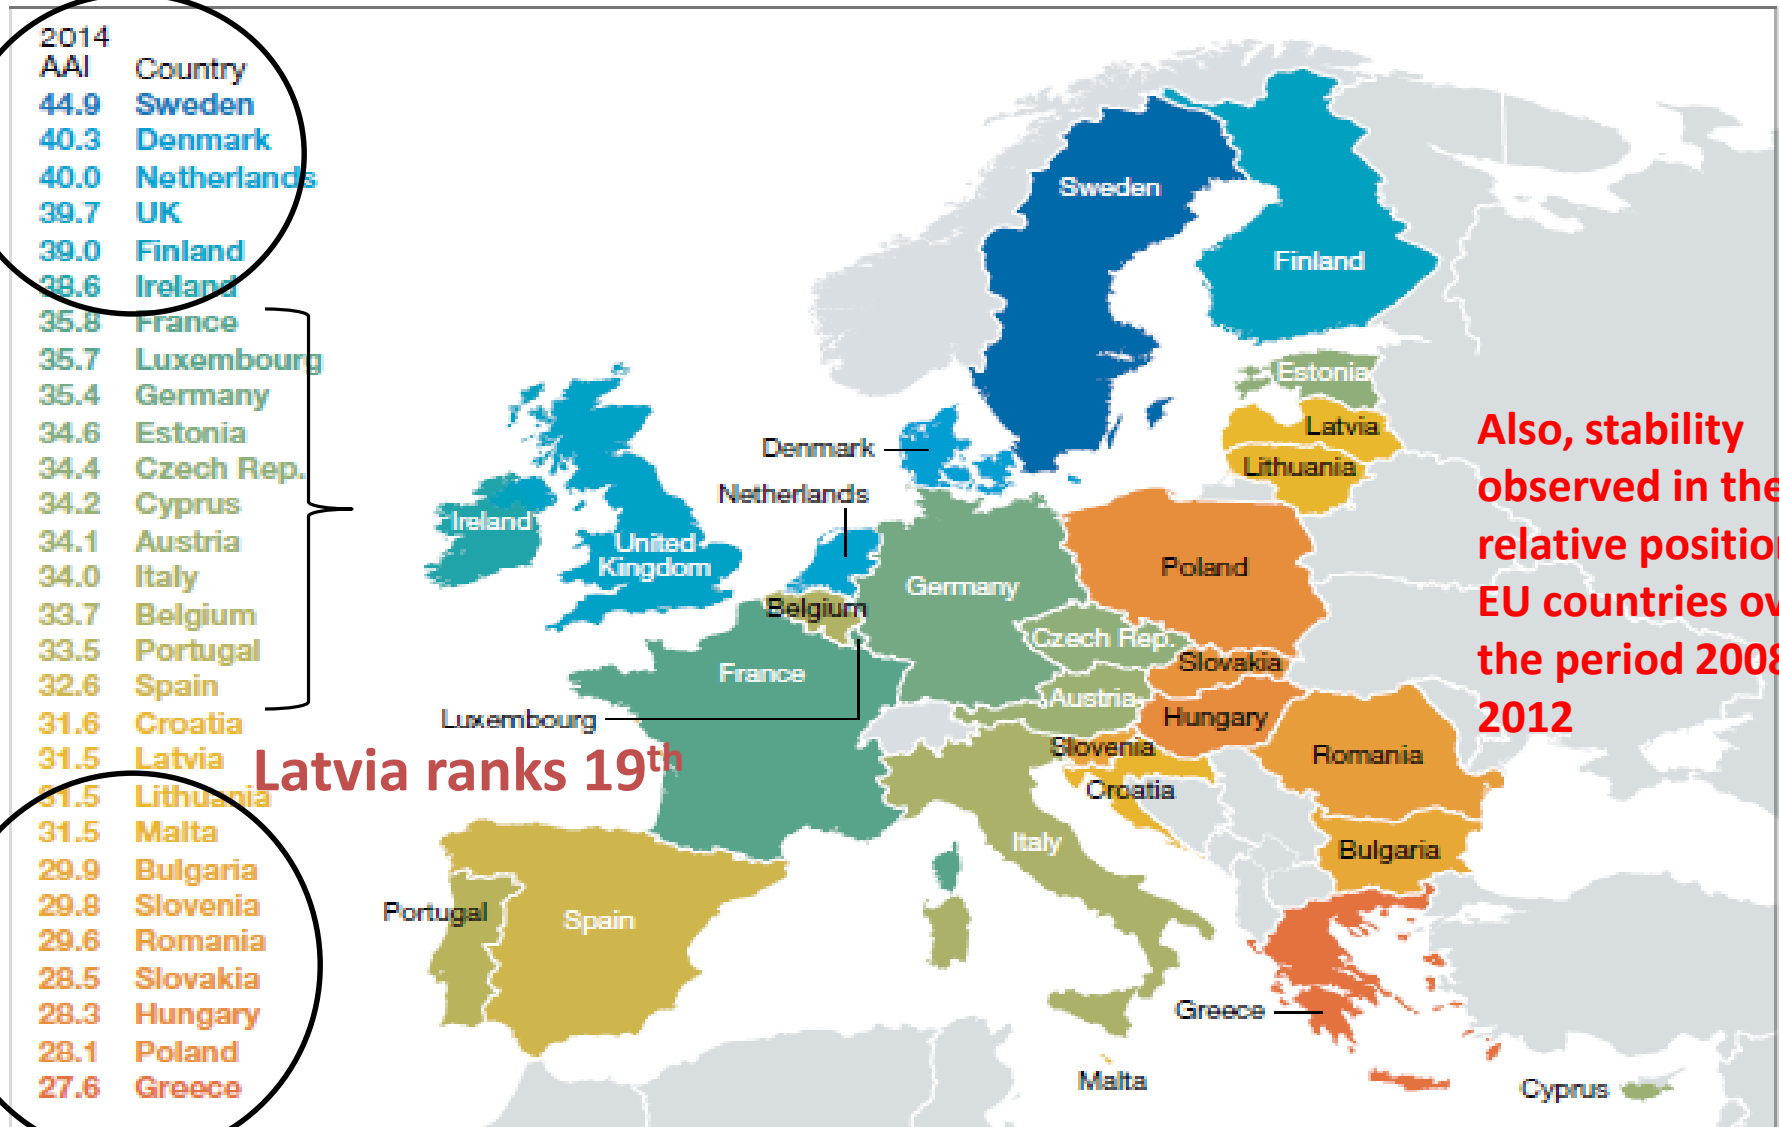 2014
AAI Country
44.9 Sweden
40.3 Denmark
40.0 Netherlands
39.7 UK
39.0 Finland
38.6 Ireland
35.8 France
35.7 Luxembourg
35.4 Germany
34.6 Estonia
34.4 Czech Rep.
34.2 Cyprus
34.1 Austria
34.0 Italy
33.7 Belgium
33.5 Portugal
32.6 Spain
31.6 Croatia
31.5 Latvia
31.5 Lithuania
31.5 Malta
29.9 Bulgaria
29.8 Slovenia
29.6 Romania
28.5 Slovakia
28.3 Hungary
28.1 Poland
27.6 Greece
Latvia ranks 19th
Sweden
Finland
Estonia
Latvia
Lithuania
Denmark
Netherlands
Ireland
United
Kingdom
Belgium
Germany
Poland
Czech Rep.
Slovakia
France
Austria
Luxembourg
Hungary
Slovenia
Romania
Croatia
Italy
Bulgaria
Portugal
Spain
Greece
Malta
Cyprus
Also, stability
observed in the
relative position
EU countries ov
the period 2008
2012